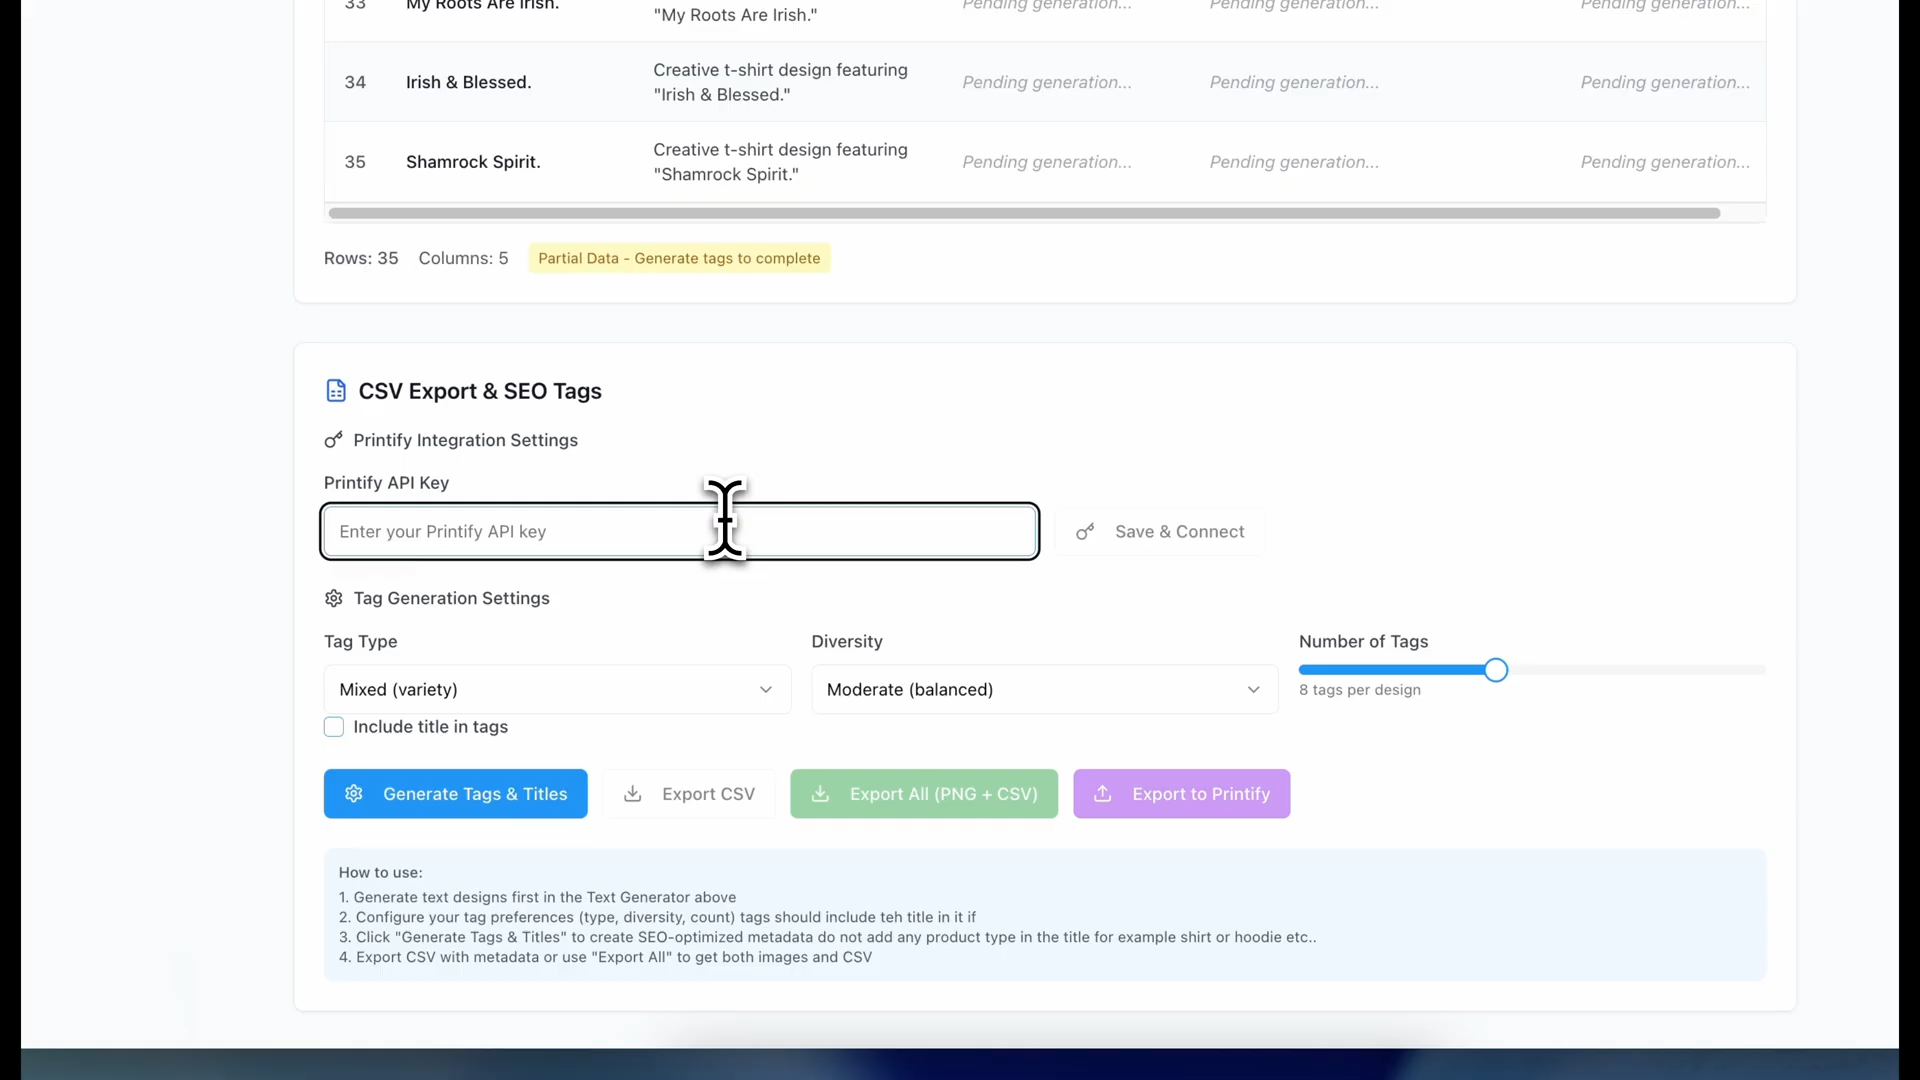 33 My Roots Are Irish. "My Roots Are Irish." Pending generation... Pending generation... Pending generation...
34 Irish & Blessed. Creative t-shirt design featuring "Irish & Blessed." Pending generation... Pending generation... Pending generation...
35 Shamrock Spirit. Creative t-shirt design featuring "Shamrock Spirit." Pending generation... Pending generation... Pending generation...
Rows: 35 Columns: 5 Partial Data - Generate tags to complete
CSV Export & SEO Tags
Printify Integration Settings
Printify API Key
Enter your Printify API key Save & Connect
Tag Generation Settings
Tag Type Diversity Number of Tags
Mixed (variety) Moderate (balanced) 8 tags per design
Include title in tags
Generate Tags & Titles Export CSV Export All (PNG + CSV) Export to Printify
How to use:
1. Generate text designs first in the Text Generator above
2. Configure your tag preferences (type, diversity, count) tags should include teh title in it if
3. Click "Generate Tags & Titles" to create SEO-optimized metadata do not add any product type in the title for example shirt or hoodie etc..
4. Export CSV with metadata or use "Export All" to get both images and CSV